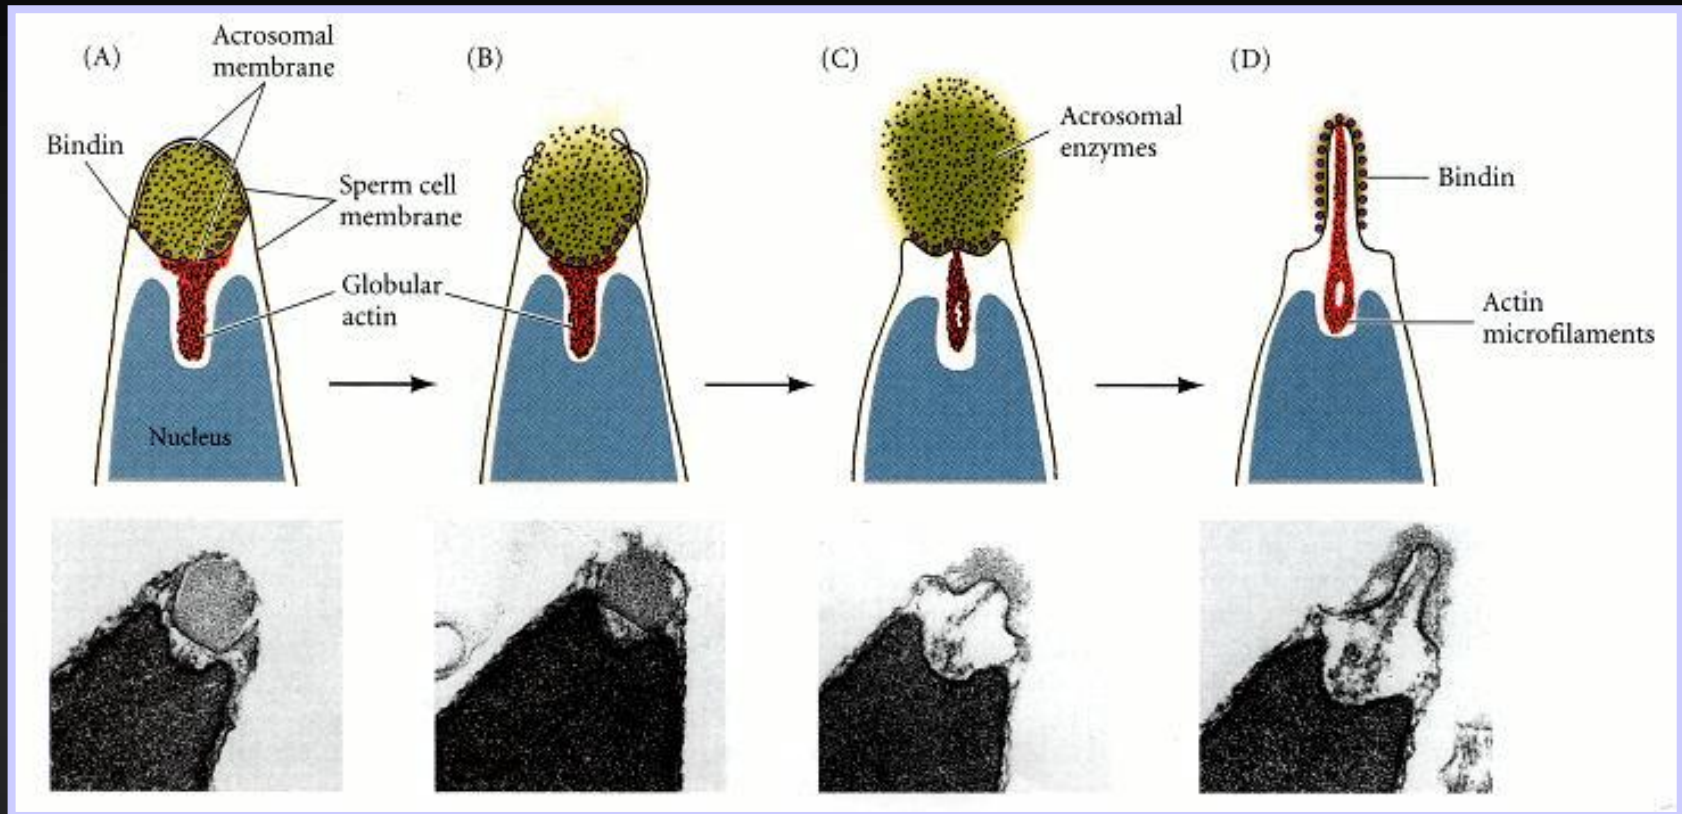 (A)
Acrosomal
membrane
(B)
(C)
(D)
Bindin
Sperm cell
membrane
Acrosomal
enzymes
Bindin
Globular
actin
Actin
microfilaments
Nucleus